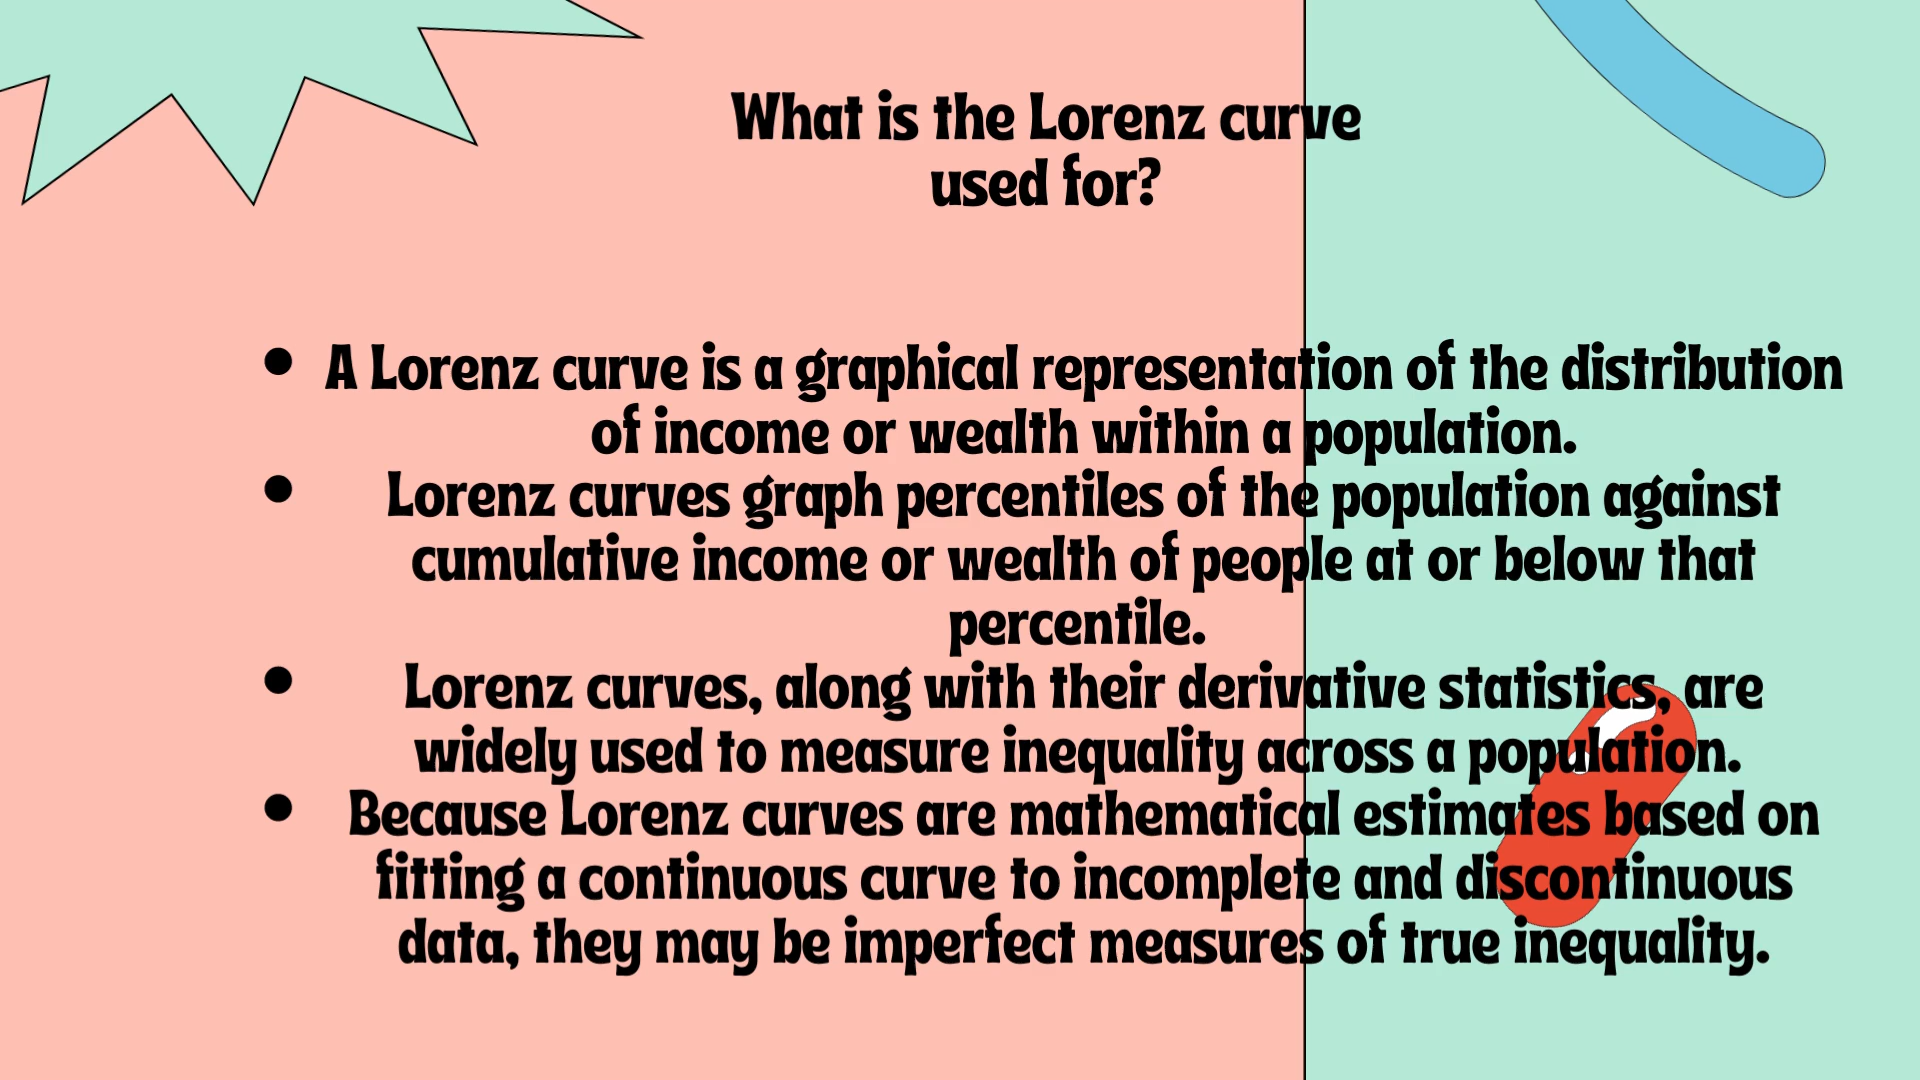 What is the Lorenz curve
used for?
• A Lorenz curve is a graphical representation of the distribution
of income or wealth within a population.
• Lorenz curves graph percentiles of the population against
cumulative income or wealth of people at or below that
percentile.
• Lorenz curves, along with their derivative statistics, are
widely used to measure inequality across a population.
• Because Lorenz curves are mathematical estimates based on
fitting a continuous curve to incomplete and discontinuous
data, they may be imperfect measures of true inequality.